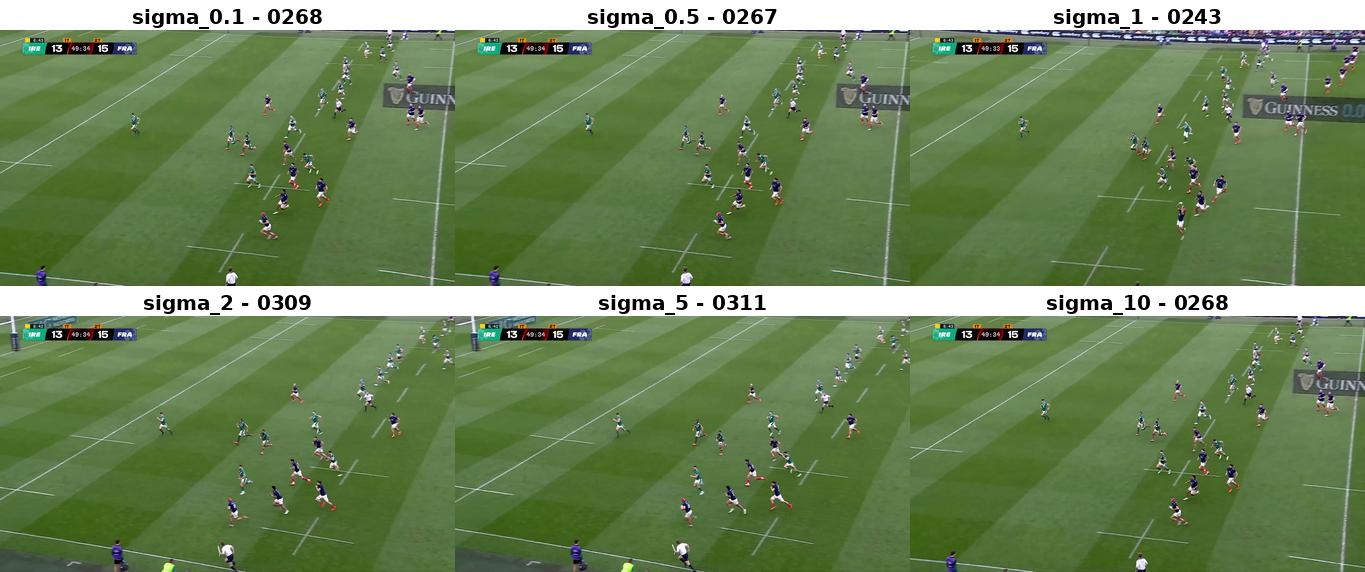 sigma_0.1 - 0268
sigma_0.5 - 0267
sigma_1 - 0243
IRE 13 49:34 15 FRA
IRE 13 49:34 15 FRA
IRE 13 49:33 15 FRA
GUINN
GUINN
GUINNESS 0.0
sigma_2 - 0309
sigma_5 - 0311
sigma_10 - 0268
IRE 13 49:34 15 FRA
IRE 13 49:34 15 FRA
IRE 13 49:34 15 FRA
GUINN